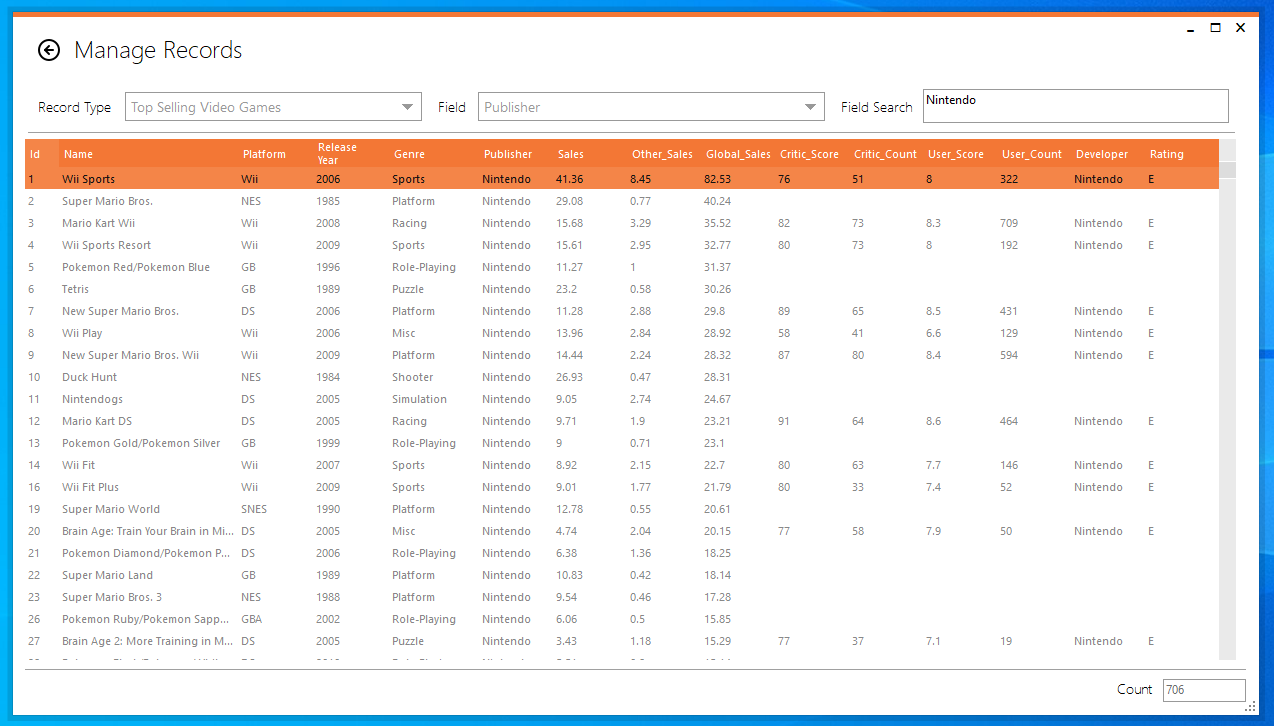 Manage Records
Record Type Top Selling Video Games Field Publisher Field Search Nintendo
Id Name Platform Release Year Genre Publisher Sales Other_Sales Global_Sales Critic_Score Critic_Count User_Score User_Count Developer Rating
1 Wii Sports Wii 2006 Sports Nintendo 41.36 8.45 82.53 76 51 8 322 Nintendo E
2 Super Mario Bros. NES 1985 Platform Nintendo 29.08 0.77 40.24
3 Mario Kart Wii Wii 2008 Racing Nintendo 15.68 3.29 35.52 82 73 8.3 709 Nintendo E
4 Wii Sports Resort Wii 2009 Sports Nintendo 15.61 2.95 32.77 80 73 8 192 Nintendo E
5 Pokemon Red/Pokemon Blue GB 1996 Role-Playing Nintendo 11.27 1 31.37
6 Tetris GB 1989 Puzzle Nintendo 23.2 0.58 30.26
7 New Super Mario Bros. DS 2006 Platform Nintendo 11.28 2.88 29.8 89 65 8.5 431 Nintendo E
8 Wii Play Wii 2006 Misc Nintendo 13.96 2.84 28.92 58 41 6.6 129 Nintendo E
9 New Super Mario Bros. Wii Wii 2009 Platform Nintendo 14.44 2.24 28.32 87 80 8.4 594 Nintendo E
10 Duck Hunt NES 1984 Shooter Nintendo 26.93 0.47 28.31
11 Nintendogs DS 2005 Simulation Nintendo 9.05 2.74 24.67
12 Mario Kart DS DS 2005 Racing Nintendo 9.71 1.9 23.21 91 64 8.6 464 Nintendo E
13 Pokemon Gold/Pokemon Silver GB 1999 Role-Playing Nintendo 9 0.71 23.1
14 Wii Fit Wii 2007 Sports Nintendo 8.92 2.15 22.7 80 63 7.7 146 Nintendo E
16 Wii Fit Plus Wii 2009 Sports Nintendo 9.01 1.77 21.79 80 33 7.4 52 Nintendo E
19 Super Mario World SNES 1990 Platform Nintendo 12.78 0.55 20.61
20 Brain Age: Train Your Brain in Mi... DS 2005 Misc Nintendo 4.74 2.04 20.15 77 58 7.9 50 Nintendo E
21 Pokemon Diamond/Pokemon P... DS 2006 Role-Playing Nintendo 6.38 1.36 18.25
22 Super Mario Land GB 1989 Platform Nintendo 10.83 0.42 18.14
23 Super Mario Bros. 3 NES 1988 Platform Nintendo 9.54 0.46 17.28
26 Pokemon Ruby/Pokemon Sapp... GBA 2002 Role-Playing Nintendo 6.06 0.5 15.85
27 Brain Age 2: More Training in M... DS 2005 Puzzle Nintendo 3.43 1.18 15.29 77 37 7.1 19 Nintendo E
Count 706